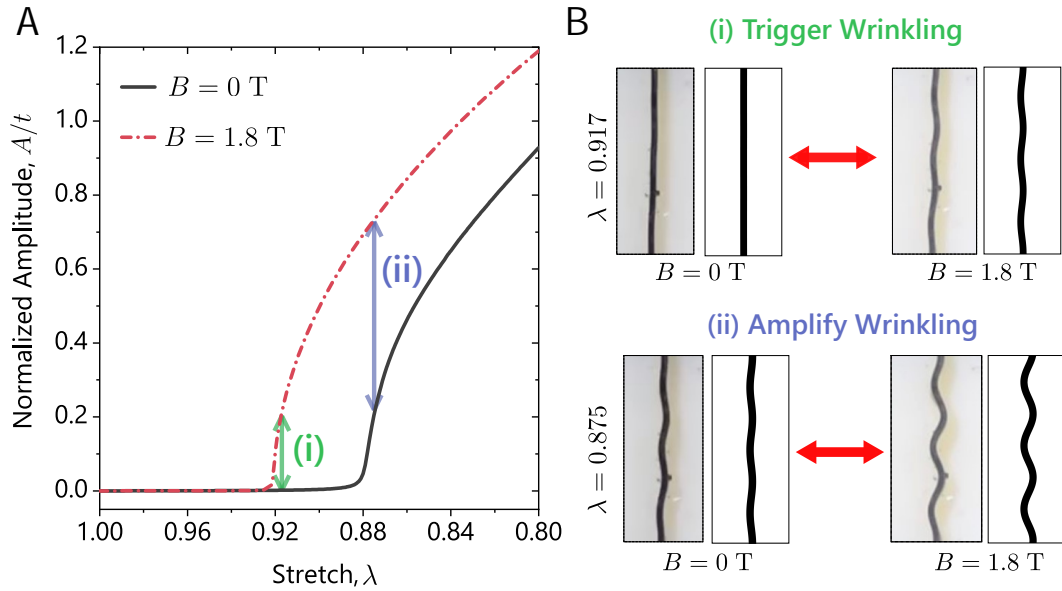 A
Normalized Amplitude, A/t
1.2
1.0
0.8
0.6
0.4
0.2
0.0
B = 0 T
B = 1.8 T
(i)
(ii)
1.00
0.96
0.92
0.88
0.84
0.80
Stretch, λ
B
(i) Trigger Wrinkling
λ = 0.917
B = 0 T
B = 1.8 T
(ii) Amplify Wrinkling
λ = 0.875
B = 0 T
B = 1.8 T